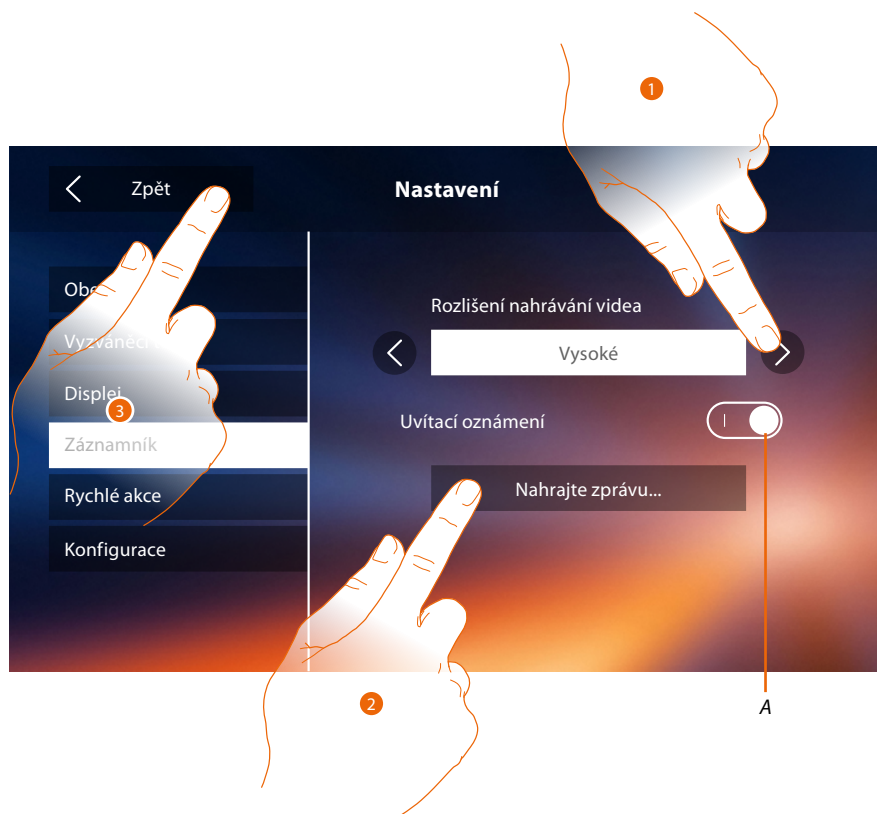 1
Zpět
Nastavení
Rozlišení nahrávání videa
Displej
Vysoké
3
Uvítací oznámení
Záznamník
Rychlé akce
Nahrajte zprávu...
Konfigurace
2
A